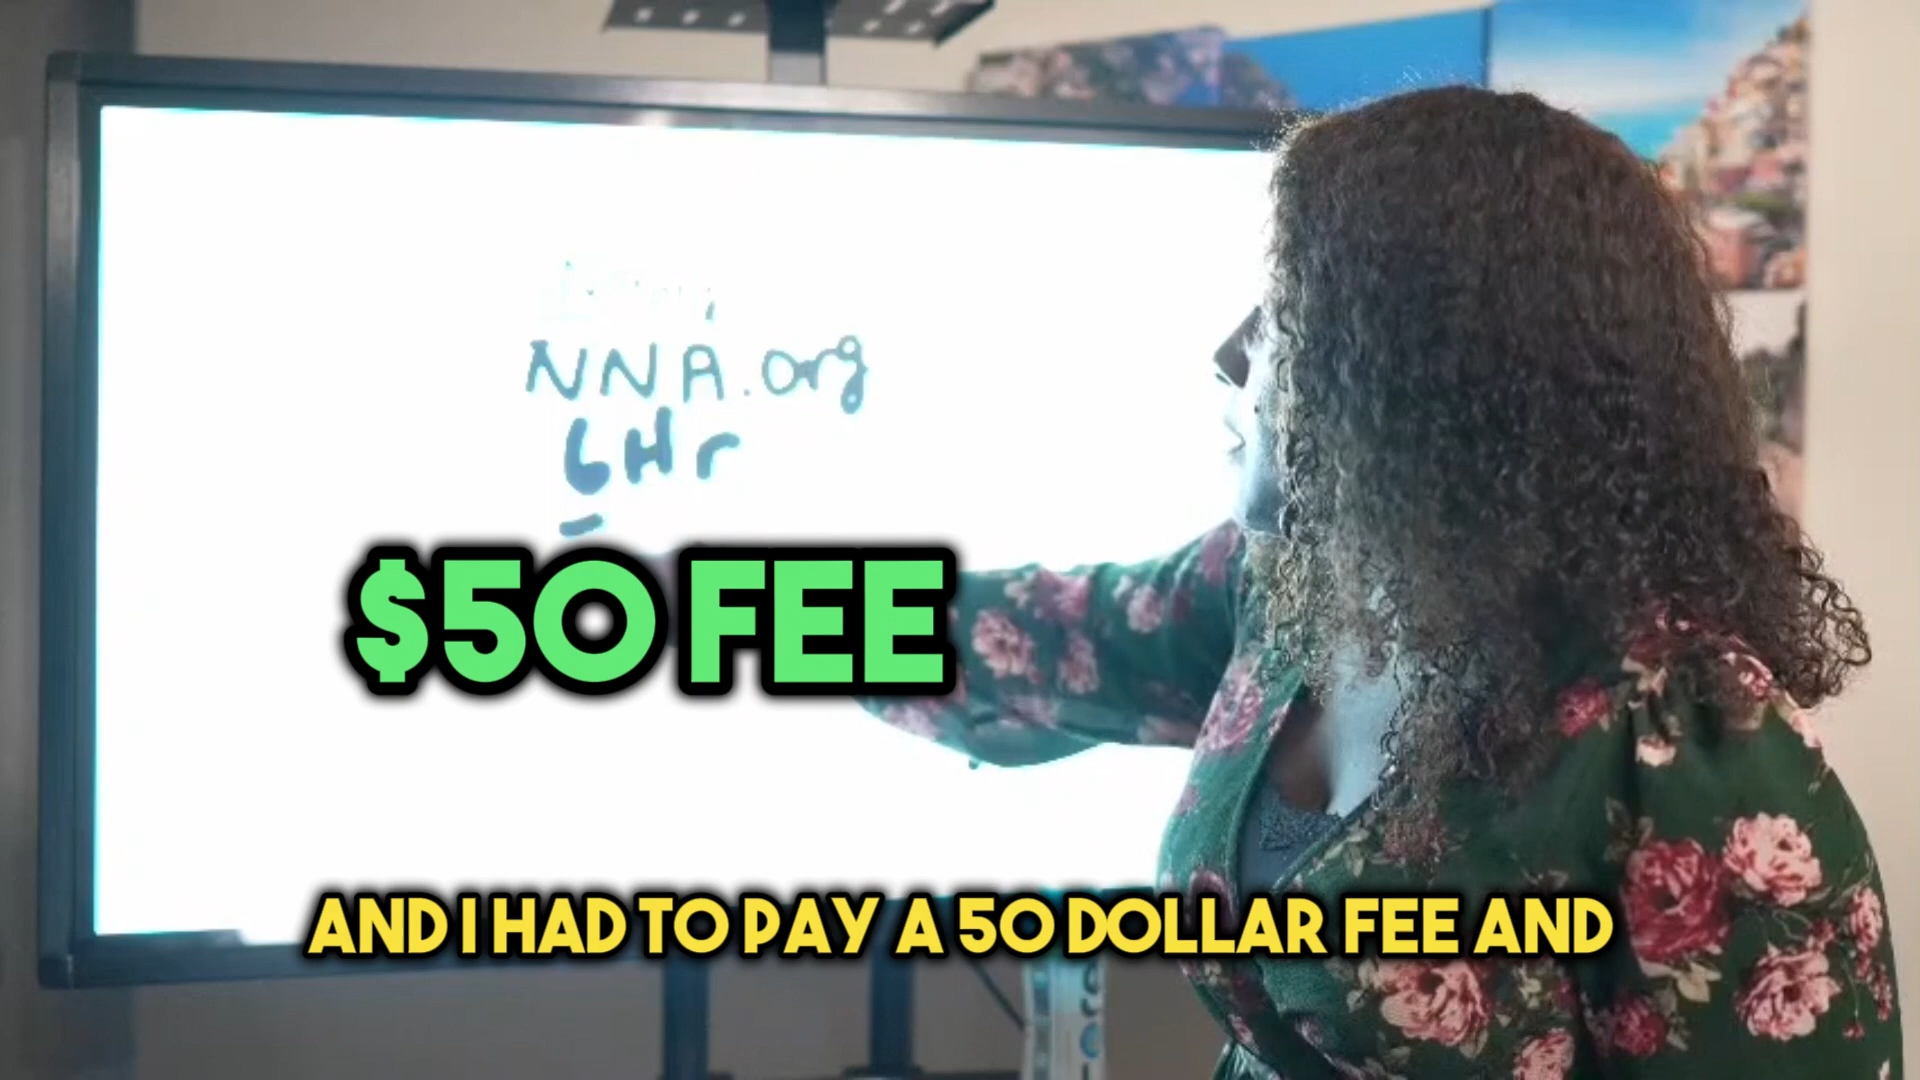 NNA.org
6Hr
$50 FEE
AND I HAD TO PAY A 50 DOLLAR FEE AND